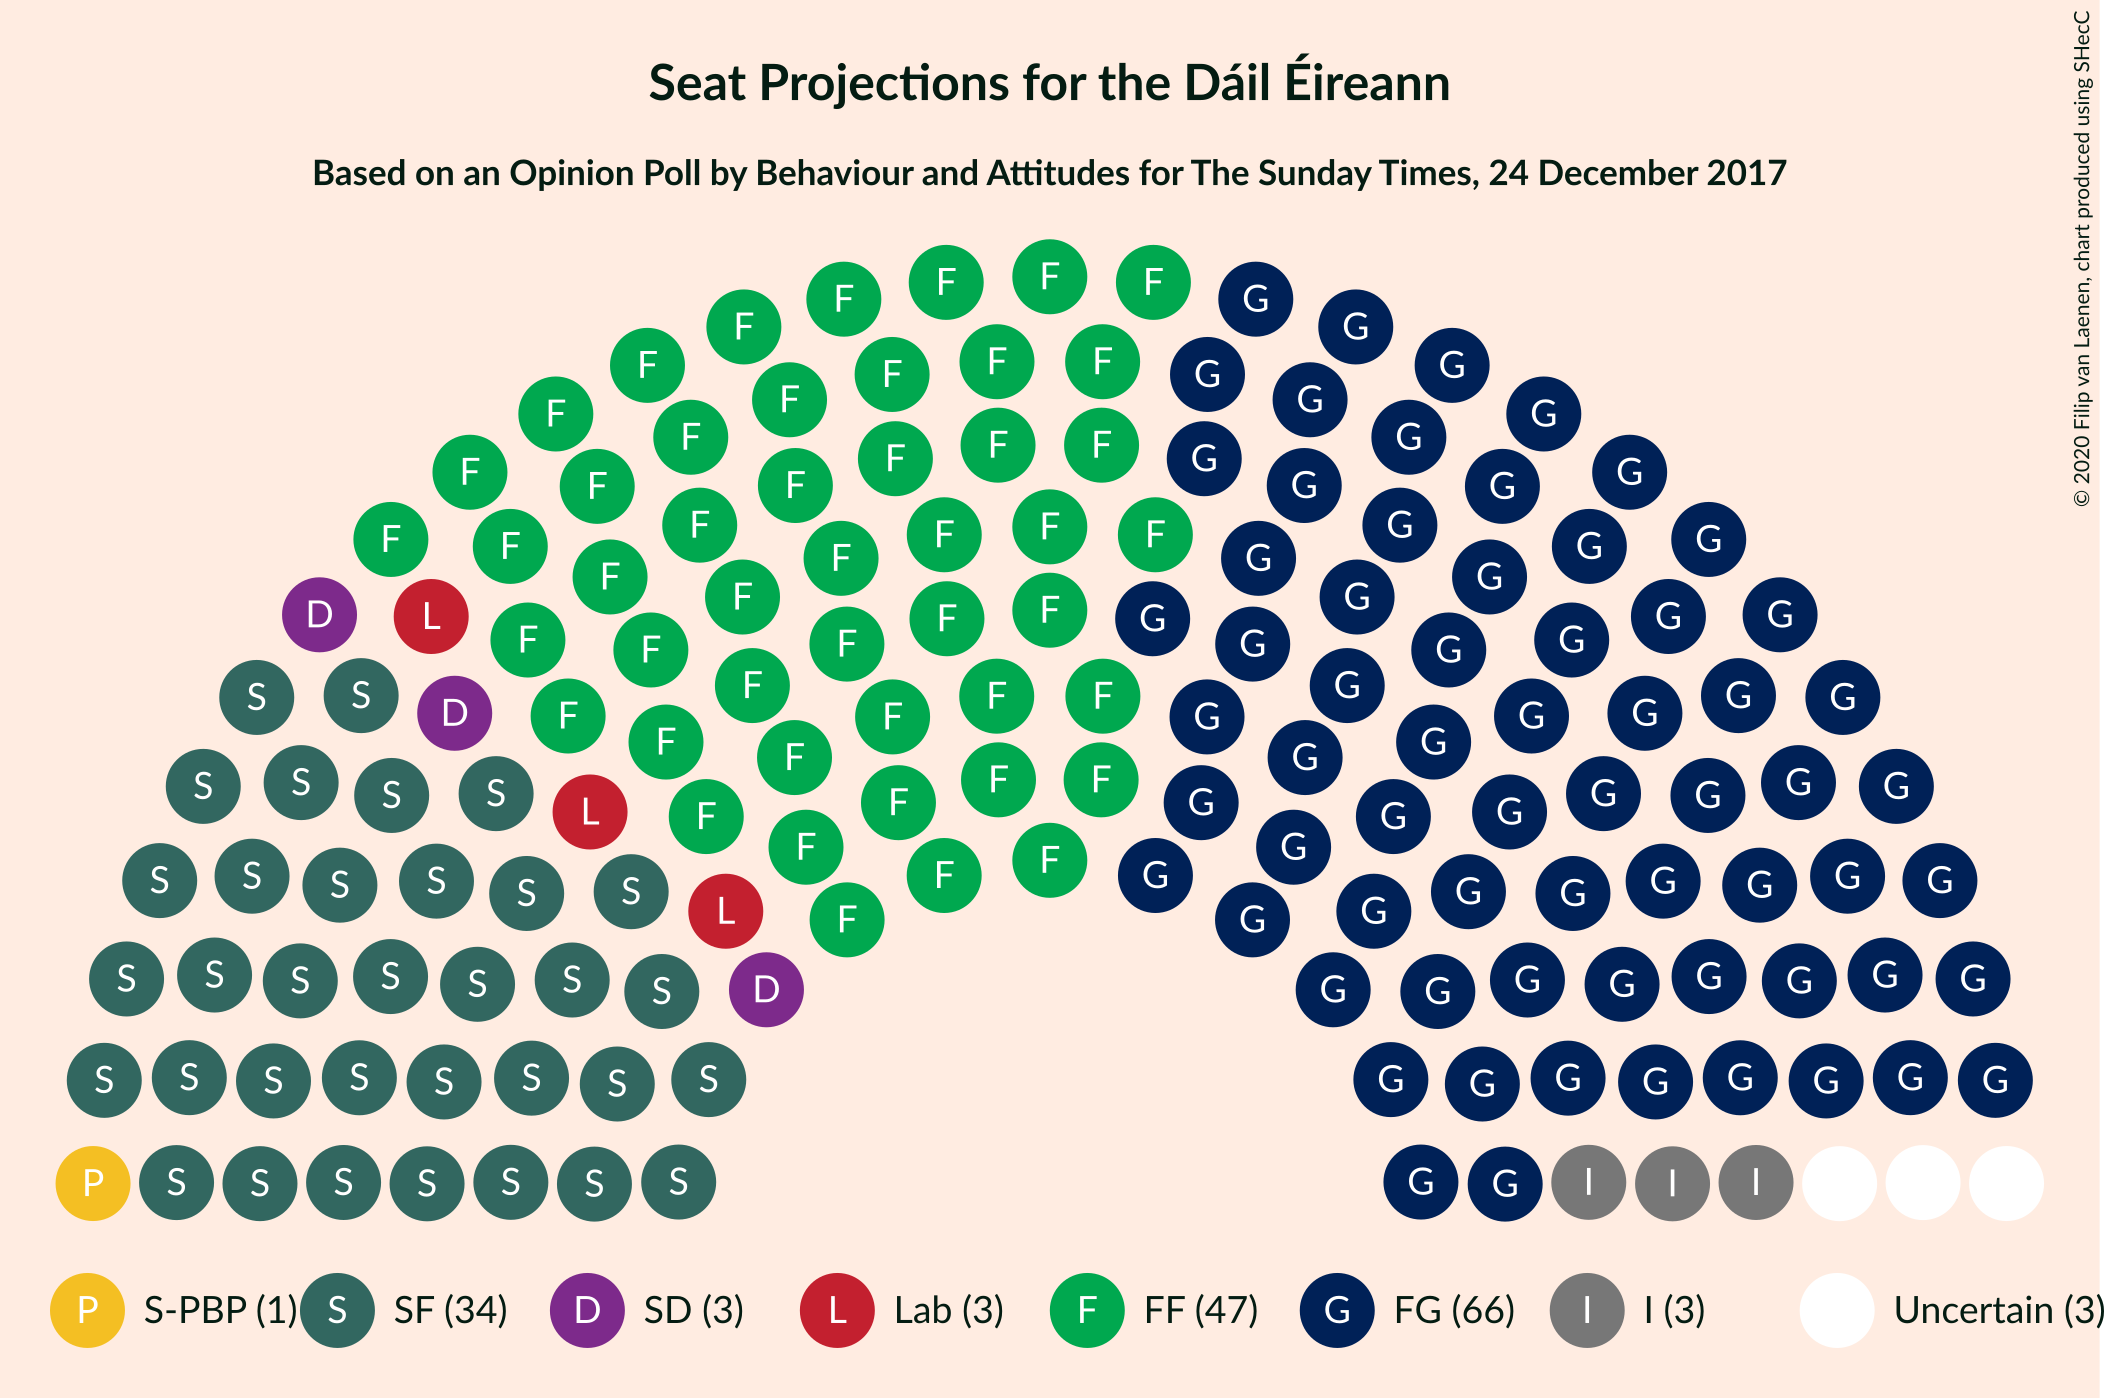 Seat Projections for the Dáil Éireann
Based on an Opinion Poll by Behaviour and Attitudes for The Sunday Times, 24 December 2017
© 2020 Filip van Laenen, chart produced using SHecC
F F F F F F F F F F G G G G G G G G G G G G G
D L F F F F F F F F G G G G G G G G
S S D F F F F F F F G G G G G G G G
S S S S L F F F F F F G G G G G G G G
S S S S S S L F F F F G G G G G G G G
S S S S S S S D G G G G G G G G
S S S S S S S S G G G G G G G G
P S S S S S S S G G I I I
P S-PBP (1) S SF (34) D SD (3) L Lab (3) F FF (47) G FG (66) I I (3) Uncertain (3)